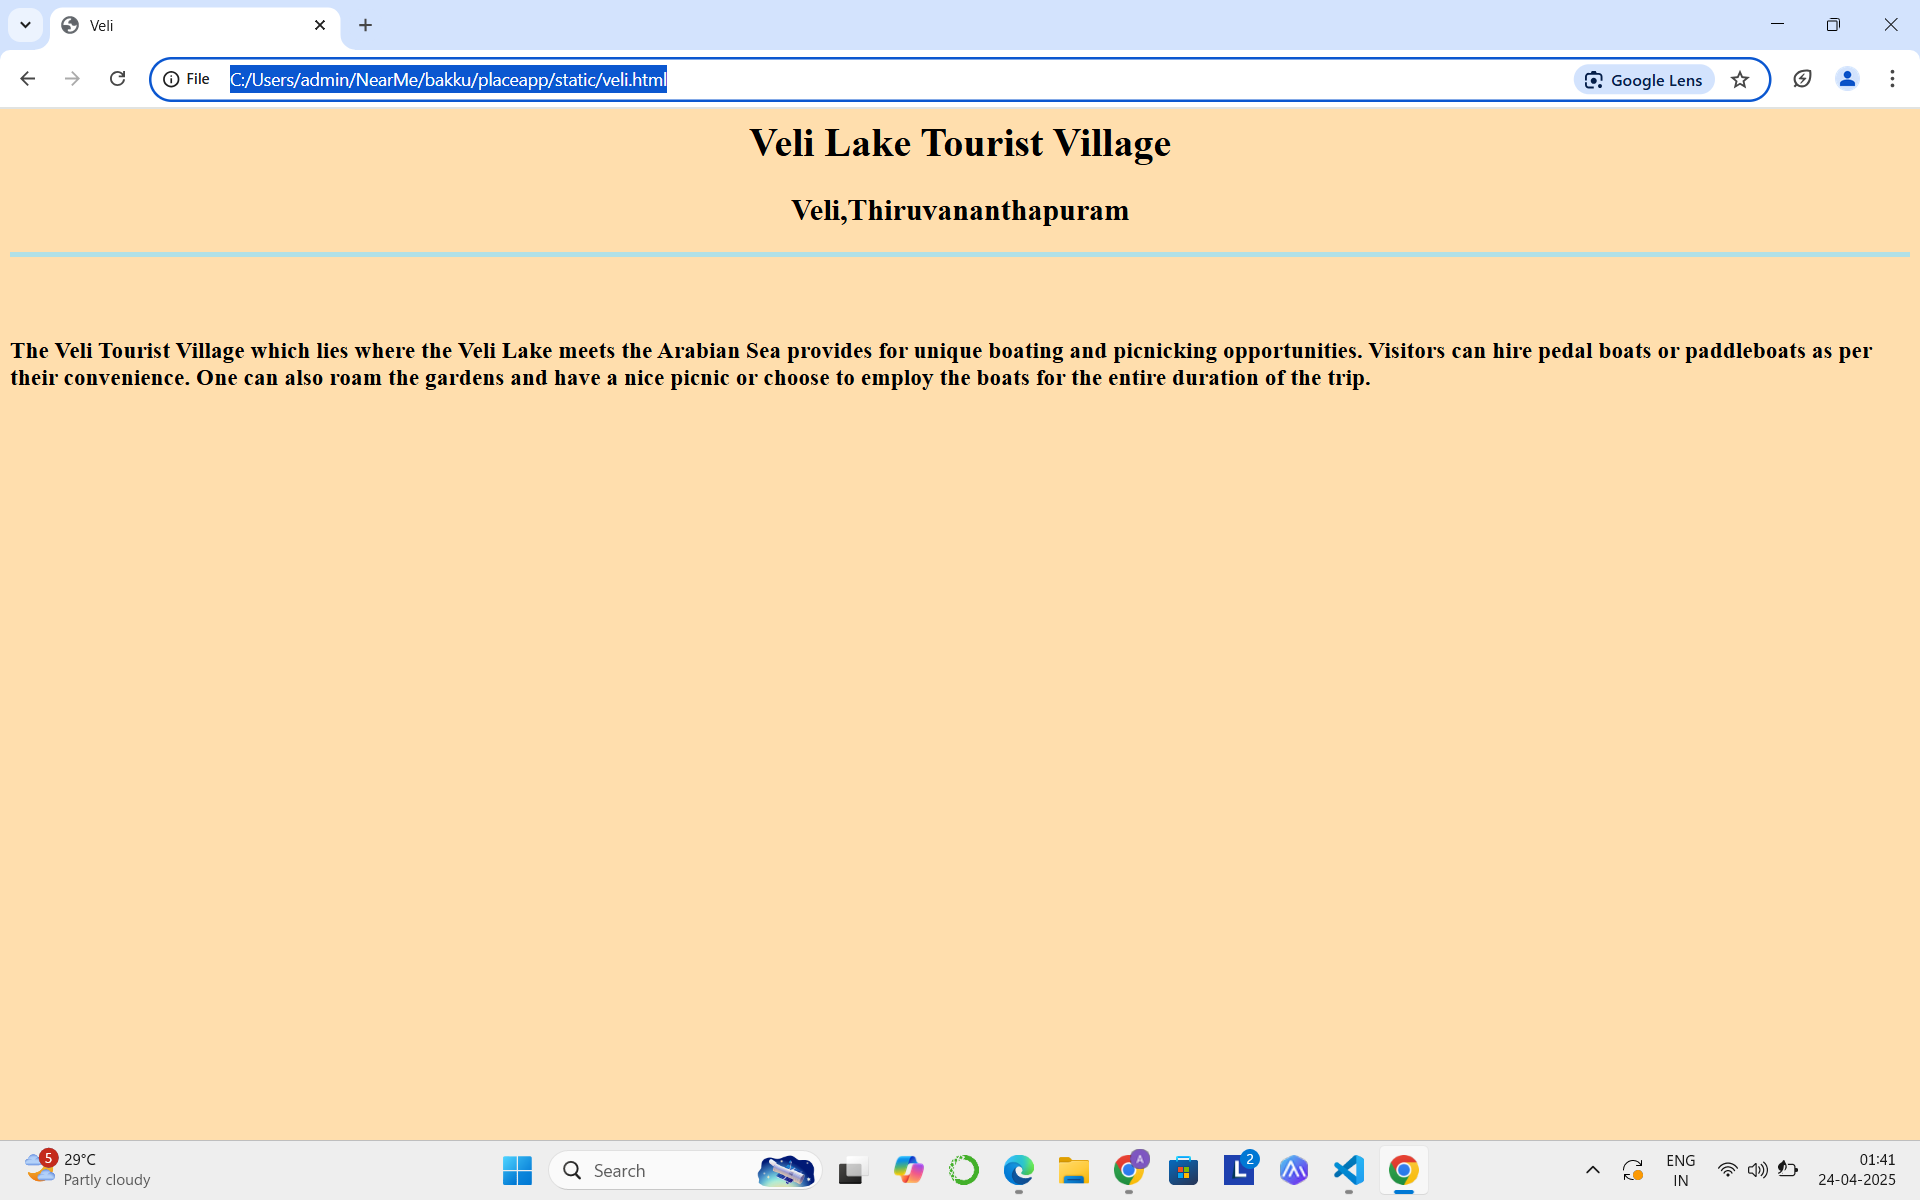 Veli
File
C:/Users/admin/NearMe/bakku/placeapp/static/veli.html
Google Lens
Veli Lake Tourist Village
Veli,Thiruvananthapuram
The Veli Tourist Village which lies where the Veli Lake meets the Arabian Sea provides for unique boating and picnicking opportunities. Visitors can hire pedal boats or paddleboats as per
their convenience. One can also roam the gardens and have a nice picnic or choose to employ the boats for the entire duration of the trip.
5
29°C
Partly cloudy
Search
A
L
2
ENG
IN
01:41
24-04-2025